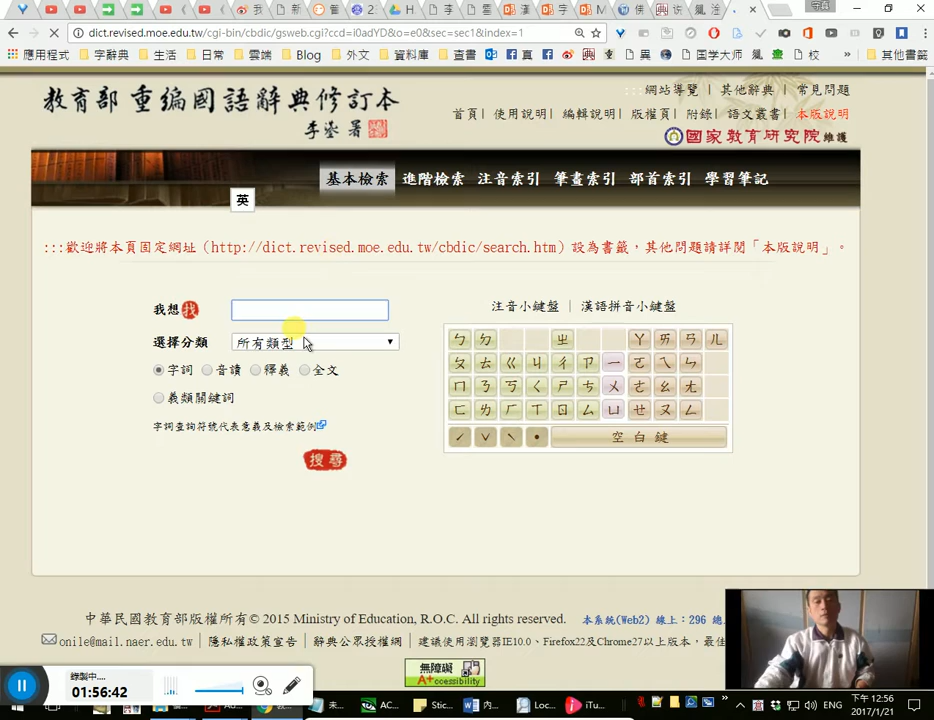 dict.revised.moe.edu.tw/cgi-bin/cbdic/gsweb.cgi?ccd=i0adYD&o=e0&sec=sec1&index=1
應用程式 字辭典 生活 日常 雲端 Blog 外文 資料庫 查書 國学大师 其他書籤
教育部 重編國語辭典修訂本
李鍌 署
:::網站導覽 | 其他辭典 | 常見問題
首頁| 使用說明| 編輯說明| 版權頁| 附錄| 語文叢書| 本版說明
國家教育研究院 維護
基本檢索 進階檢索 注音索引 筆畫索引 部首索引 學習筆記
英
:::歡迎將本頁固定網址（http://dict.revised.moe.edu.tw/cbdic/search.htm）設為書籤，其他問題請詳閱「本版說明」。
我想 找
選擇分類 所有類型
字詞 音讀 釋義 全文
義類關鍵詞
字詞查詢符號代表意義及檢索範例
搜尋
注音小鍵盤 | 漢語拼音小鍵盤
ㄅ ㄉ ㄓ ㄚ ㄞ ㄢ ㄦ
ㄆ ㄊ ㄍ ㄐ ㄔ ㄗ ㄧ ㄛ ㄟ ㄣ
ㄇ ㄋ ㄎ ㄑ ㄕ ㄘ ㄨ ㄜ ㄠ ㄤ
ㄈ ㄌ ㄏ ㄒ ㄖ ㄙ ㄩ ㄝ ㄡ ㄥ
ˊ ˇ ˋ ˙ 空白鍵
中華民國教育部版權所有© 2015 Ministry of Education, R.O.C. All rights reserved. 本系統(Web2) 線上：296 總
onile@mail.naer.edu.tw | 隱私權政策宣告 | 辭典公眾授權網 | 建議使用瀏覽器IE10.0、Firefox22及Chrome27以上版本，最佳
無障礙
A+ccessibility
錄製中....
01:56:42
AC... Stic... 內... Loc... iTu...
ENG
下午 12:56
2017/1/21